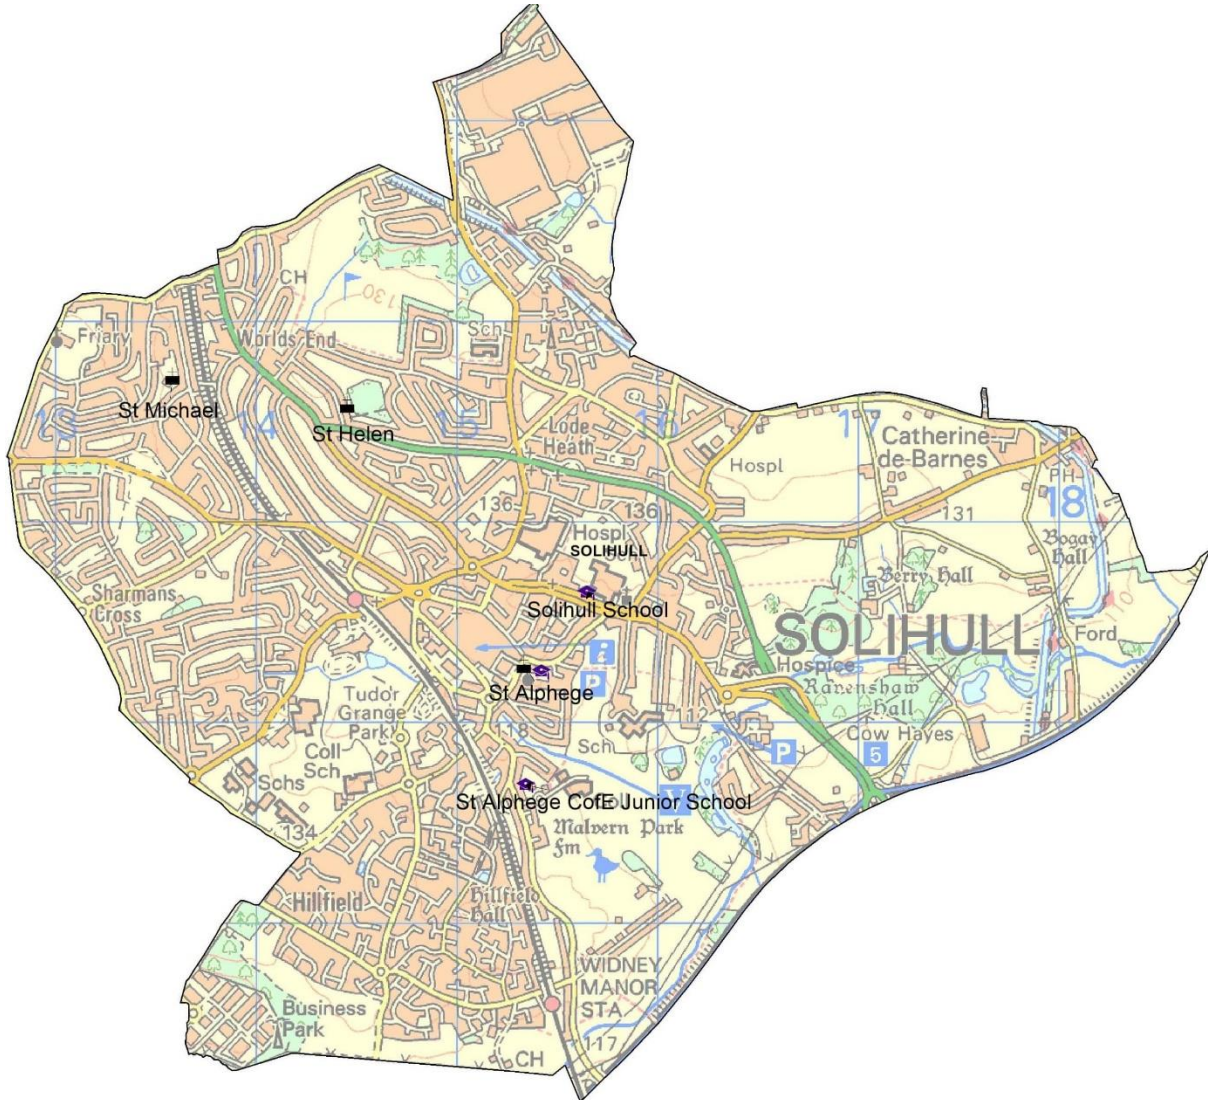 CH
130
Friary
Worlds End
Sch
St Michael
13
14
St Helen
15
16
17
Lode
Heath
Hospl
Catherine-
de-Barnes
PH
18
136
136
131
Hospl
SOLIHULL
Bogay
Hall
Berry Hall
Sharmans
Cross
Solihull School
SOLIHULL
Ford
Hospice
i
P
St Alphege
Ravenshaw
Hall
Tudor
Grange
Park
118
112
Cow Hayes
Sch
P
5
Coll
Sch
Schs
St Alphege CofE Junior School
V
134
Malvern Park
Fm
Hillfield
Hillfield
Hall
WIDNEY
MANOR
STA
Business
Park
117
CH